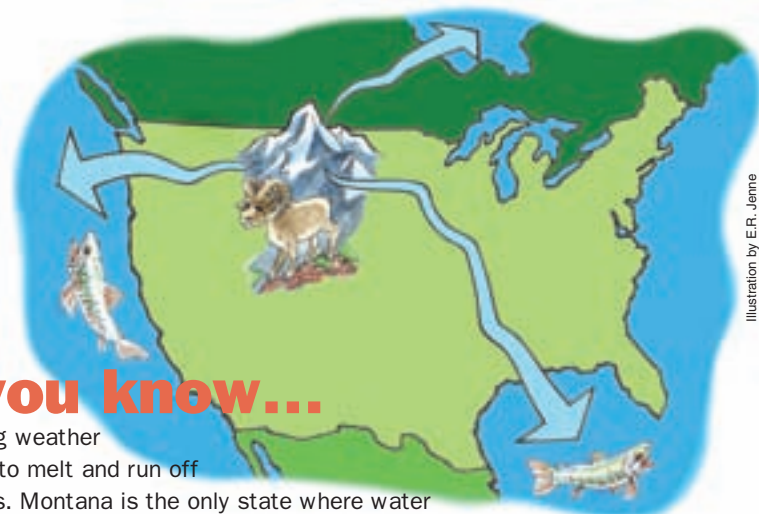 Illustration by E.R. Jenne
you know...
g weather
to melt and run off
s. Montana is the only state where water